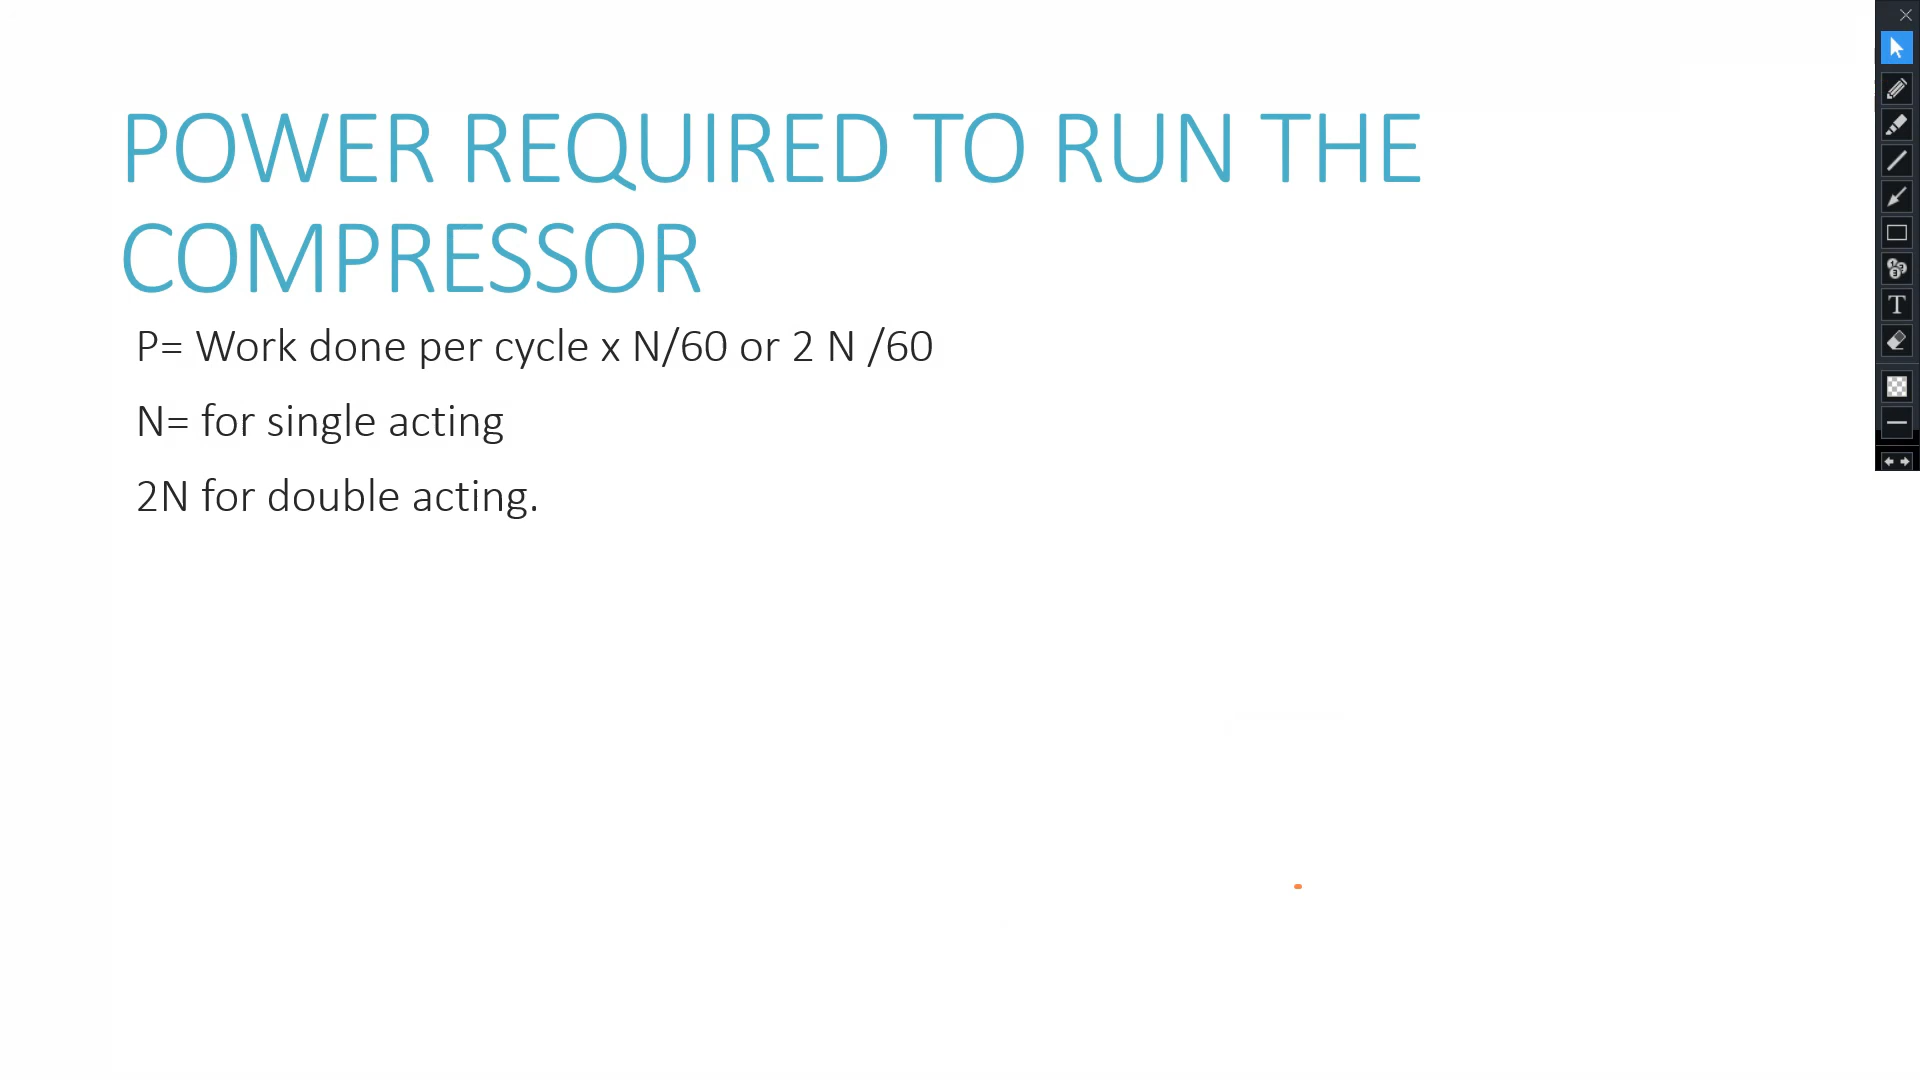 POWER REQUIRED TO RUN THE
COMPRESSOR
P= Work done per cycle x N/60 or 2 N /60
N= for single acting
2N for double acting.